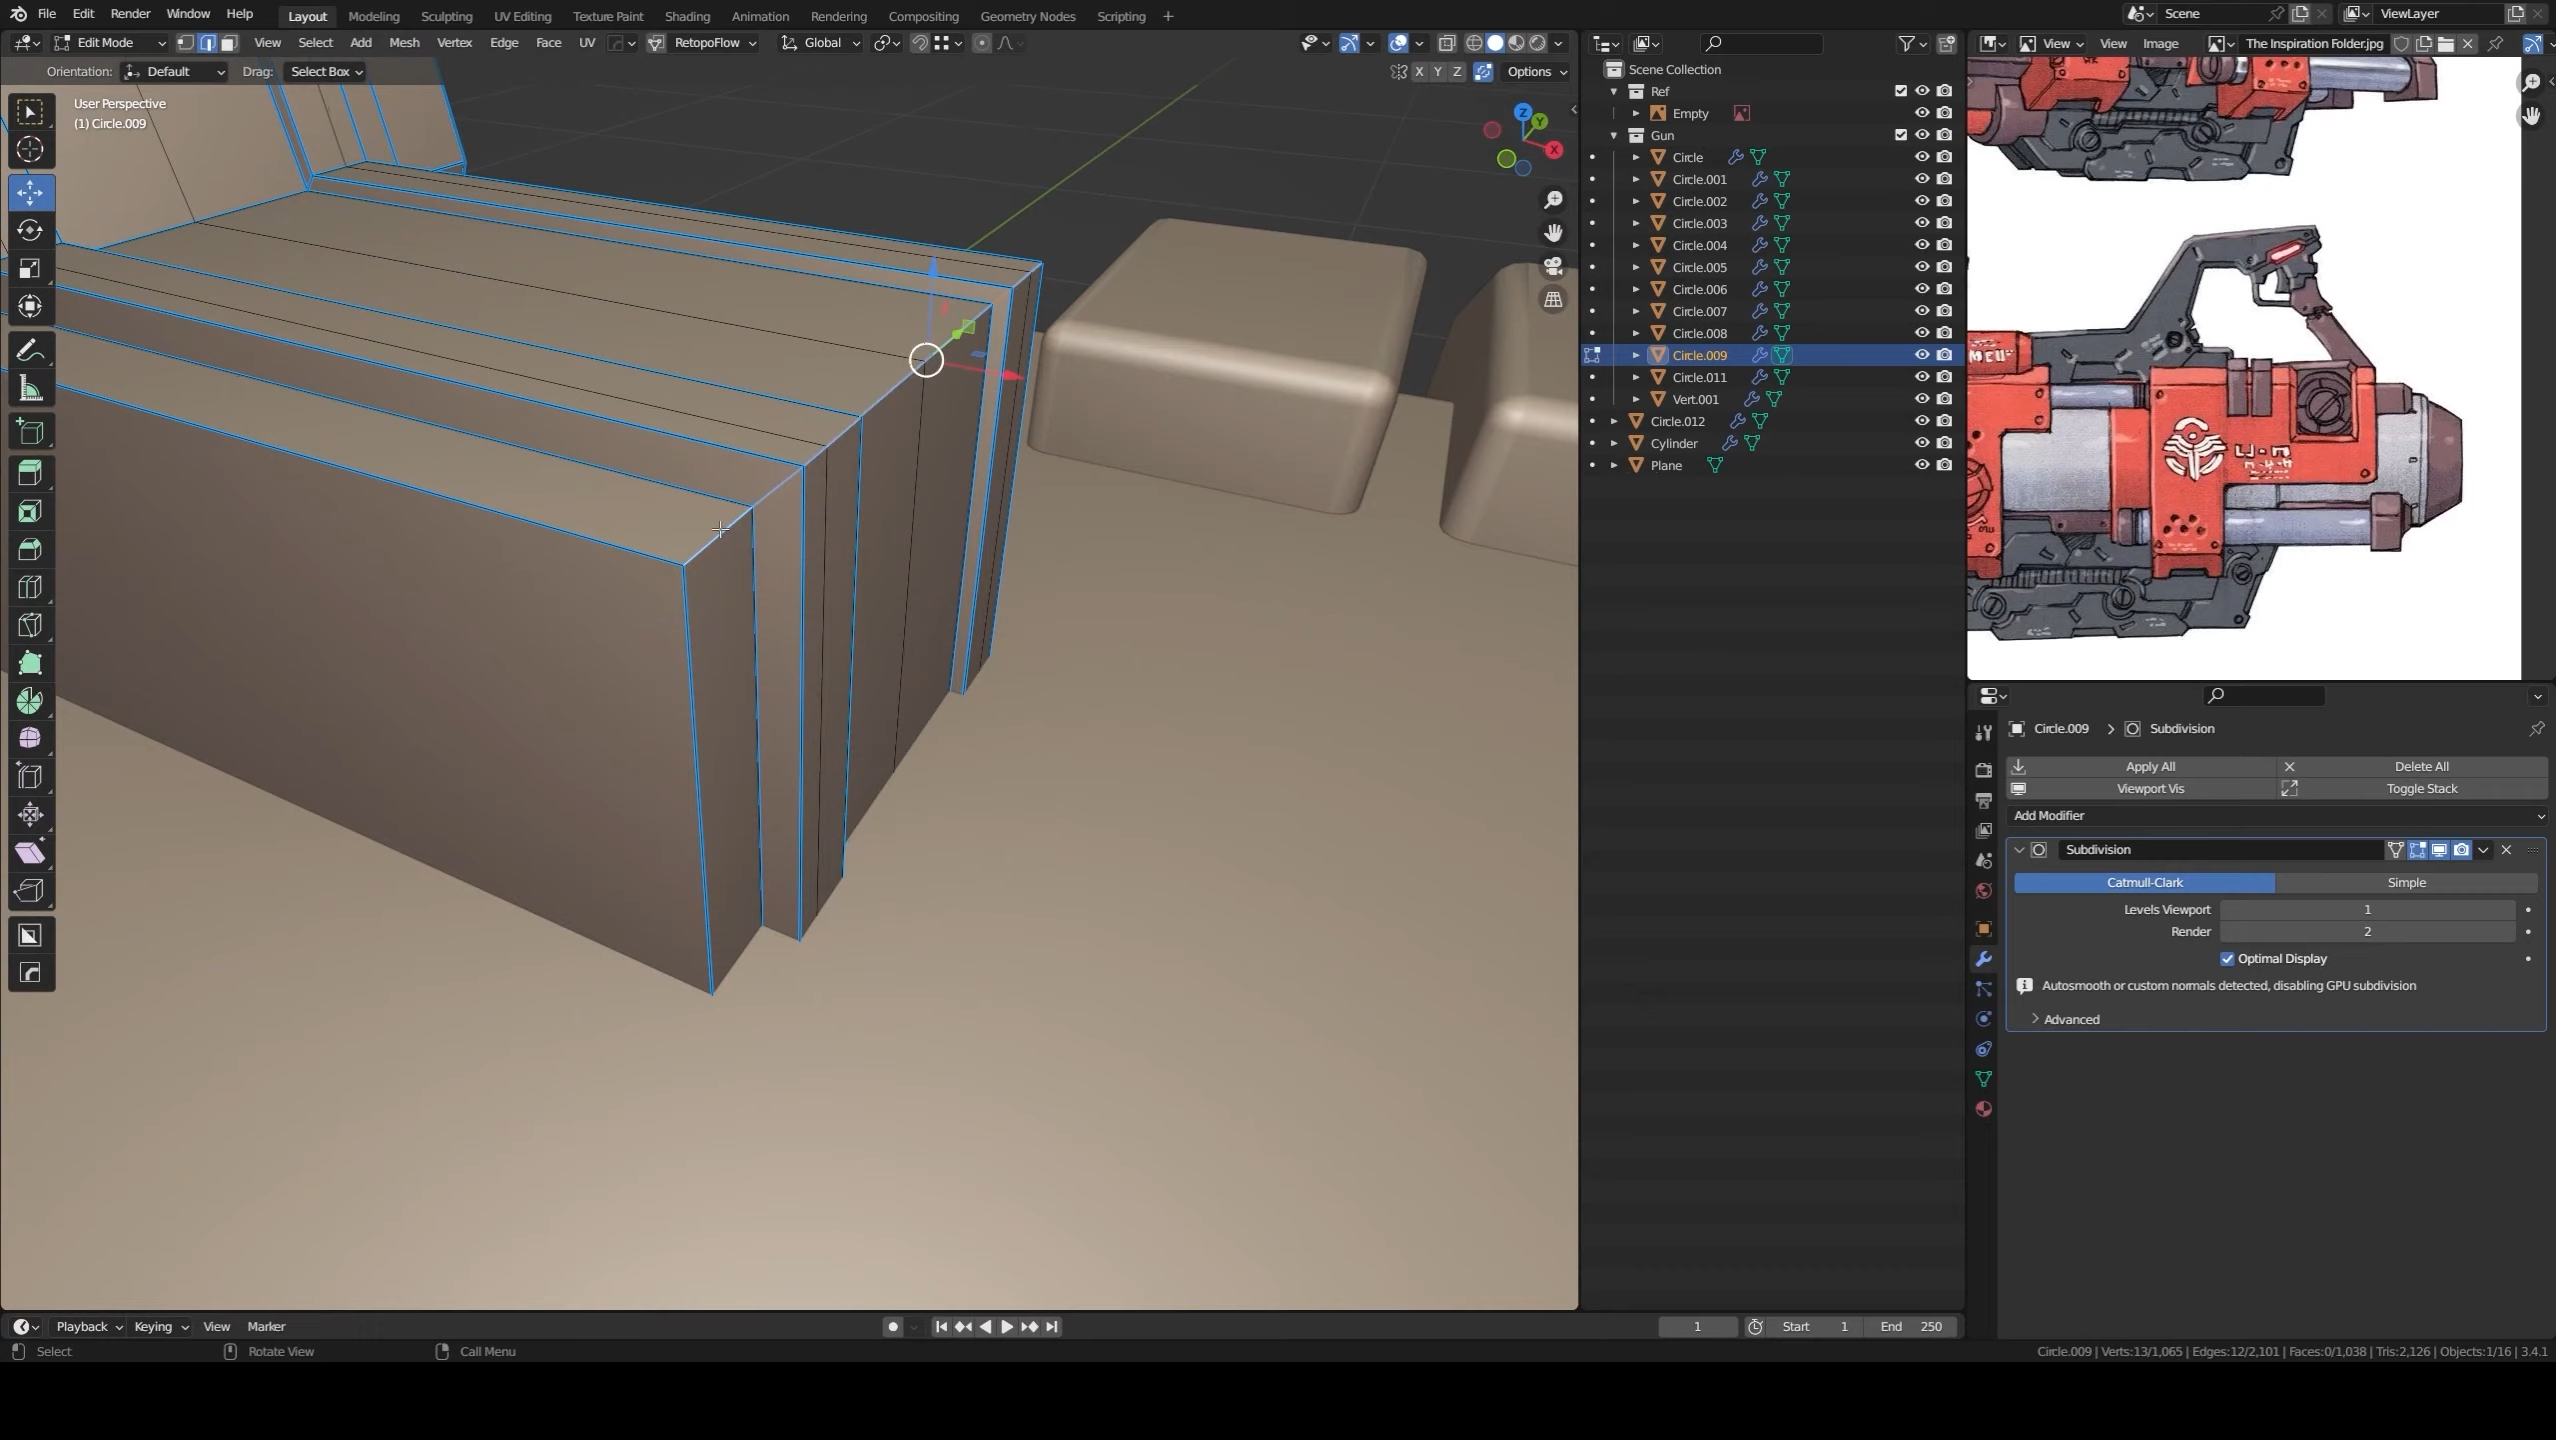 File Edit Render Window Help Layout Modeling Sculpting UV Editing Texture Paint Shading Animation Rendering Compositing Geometry Nodes Scripting + Scene ViewLayer
Edit Mode View Select Add Mesh Vertex Edge Face UV RetopoFlow Global View View Image The Inspiration Folder.jpg
Orientation: Default Drag: Select Box X Y Z Options
User Perspective
(1) Circle.009
Z
Y
X
Scene Collection
Ref
Empty
Gun
Circle
Circle.001
Circle.002
Circle.003
Circle.004
Circle.005
Circle.006
Circle.007
Circle.008
Circle.009
Circle.011
Vert.001
Circle.012
Cylinder
Plane
Circle.009 > Subdivision
Apply All Delete All
Viewport Vis Toggle Stack
Add Modifier
Subdivision
Catmull-Clark Simple
Levels Viewport 1
Render 2
Optimal Display
Autosmooth or custom normals detected, disabling GPU subdivision
Advanced
Playback Keying View Marker 1 Start 1 End 250
Select Rotate View Call Menu Circle.009 | Verts:13/1,065 | Edges:12/2,101 | Faces:0/1,038 | Tris:2,126 | Objects:1/16 | 3.4.1